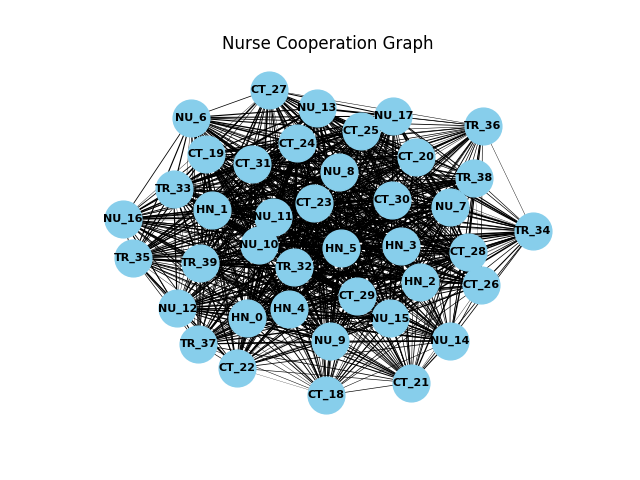 Nurse Cooperation Graph
CT_27
NU_13
NU_6
NU_17
TR_36
CT_25
CT_24
CT_19
CT_20
CT_31
NU_8
TR_38
TR_33
CT_30
CT_23
NU_7
HN_1
NU_11
NU_16
TR_34
NU_10
HN_3
HN_5
CT_28
TR_35
TR_39
TR_32
HN_2
CT_26
CT_29
NU_12
HN_4
HN_0
NU_15
TR_37
NU_9
NU_14
CT_22
CT_21
CT_18